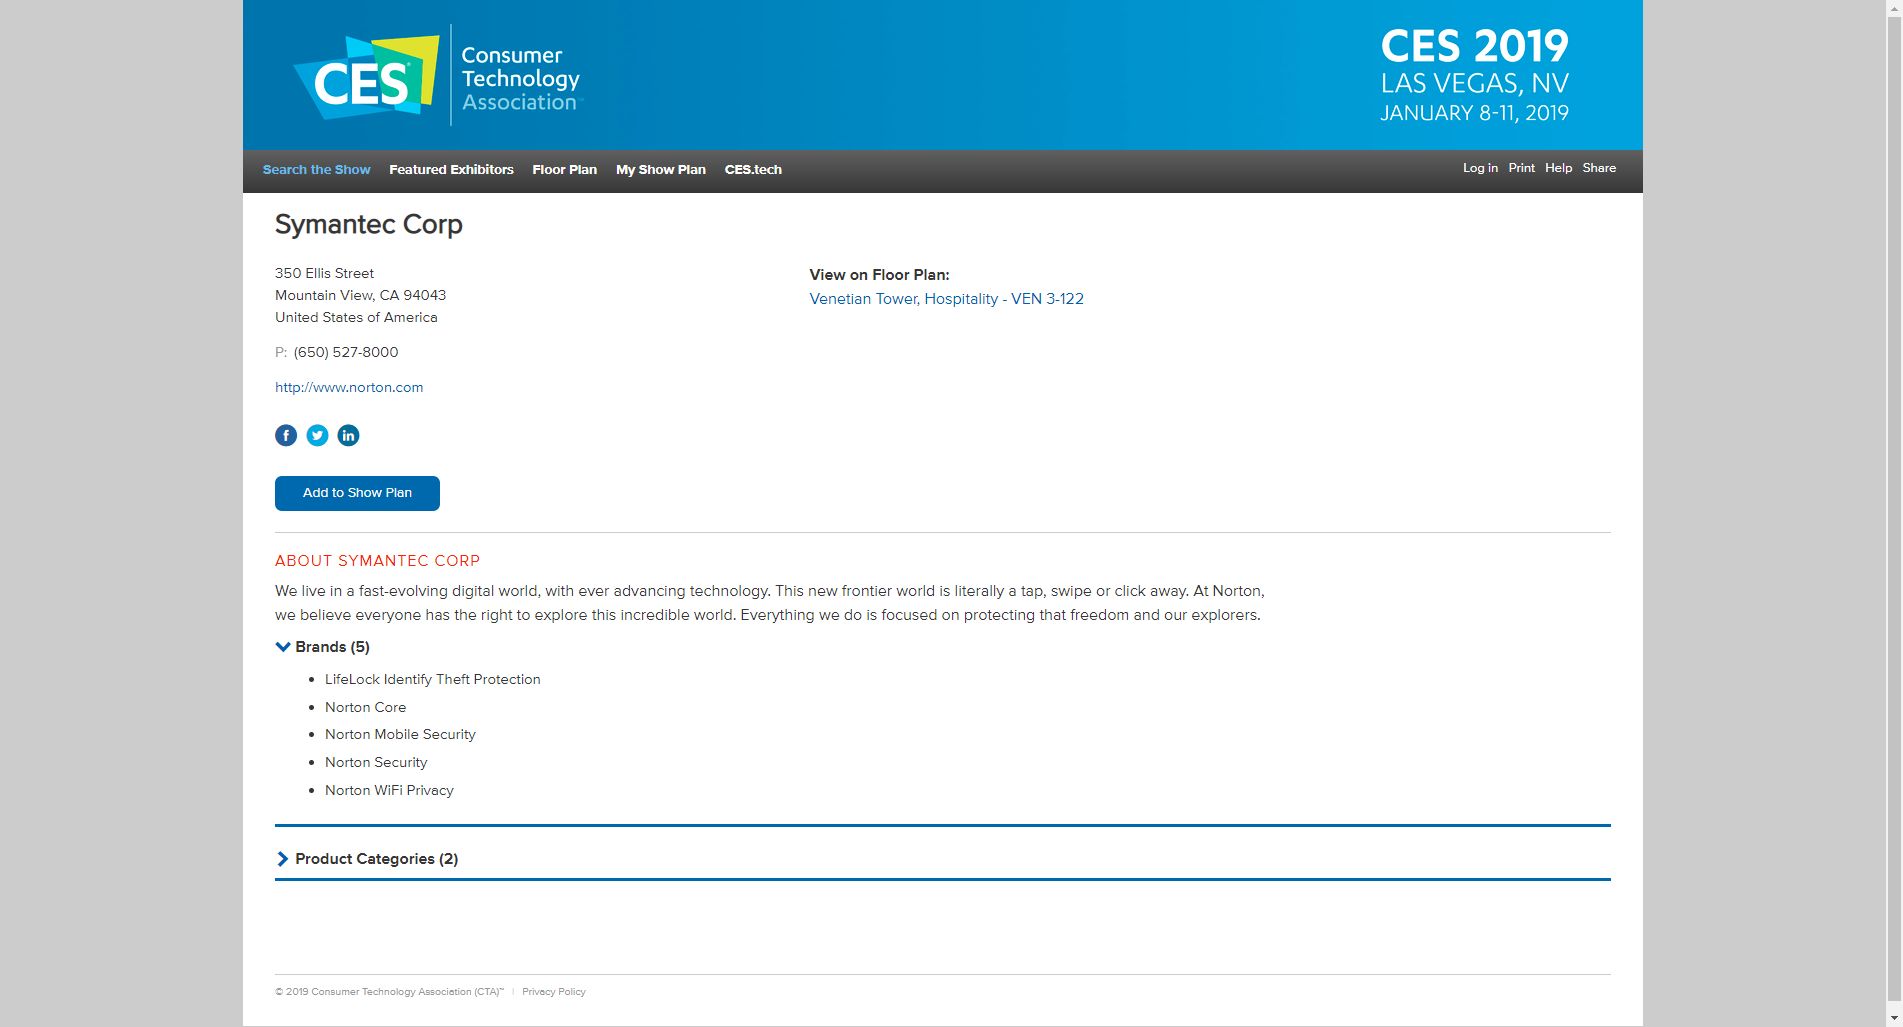 CES®
Consumer
Technology
Association™
CES 2019
LAS VEGAS, NV
JANUARY 8-11, 2019
Search the Show Featured Exhibitors Floor Plan My Show Plan CES.tech
Log in Print Help Share
Symantec Corp
350 Ellis Street
Mountain View, CA 94043
United States of America
P: (650) 527-8000
http://www.norton.com
View on Floor Plan:
Venetian Tower, Hospitality - VEN 3-122
f in
Add to Show Plan
ABOUT SYMANTEC CORP
We live in a fast-evolving digital world, with ever advancing technology. This new frontier world is literally a tap, swipe or click away. At Norton,
we believe everyone has the right to explore this incredible world. Everything we do is focused on protecting that freedom and our explorers.
Brands (5)
• LifeLock Identify Theft Protection
• Norton Core
• Norton Mobile Security
• Norton Security
• Norton WiFi Privacy
Product Categories (2)
© 2019 Consumer Technology Association (CTA)™ | Privacy Policy